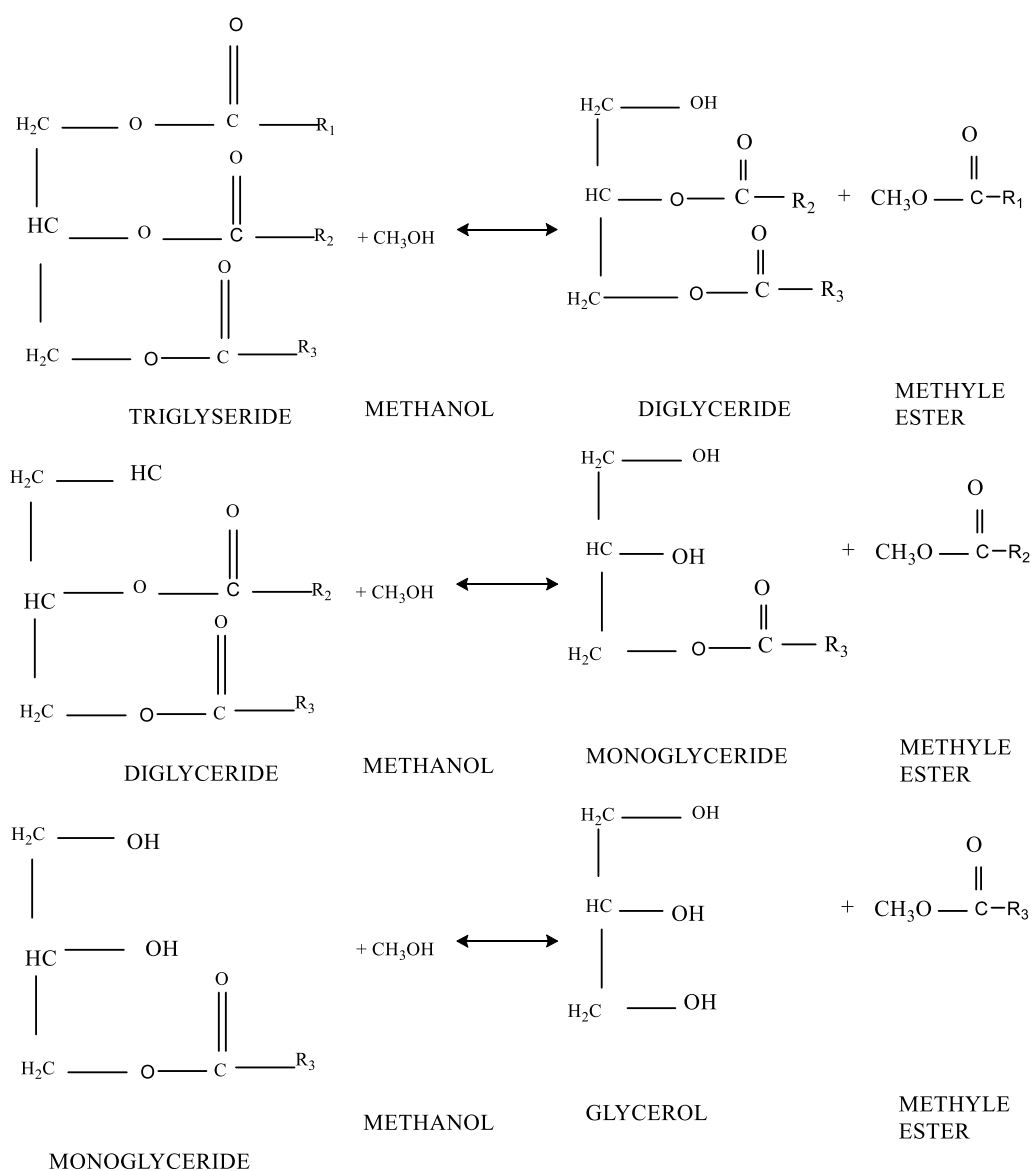 O
H₂C O C R₁
O
HC O C R₂
O
H₂C O C R₃
+ CH₃OH
H₂C OH
O
HC O C R₂
O
H₂C O C R₃
+ CH₃O C R₁
O
TRIGLYSERIDE METHANOL DIGLYCERIDE METHYLE
ESTER
H₂C HC
O
HC O C R₂
O
H₂C O C R₃
+ CH₃OH
H₂C OH
HC OH
O
H₂C O C R₃
+ CH₃O C R₂
O
DIGLYCERIDE METHANOL MONOGLYCERIDE METHYLE
ESTER
H₂C OH
HC OH
O
H₂C O C R₃
+ CH₃OH
H₂C OH
HC OH
H₂C OH
+ CH₃O C R₃
O
MONOGLYCERIDE METHANOL GLYCEROL METHYLE
ESTER